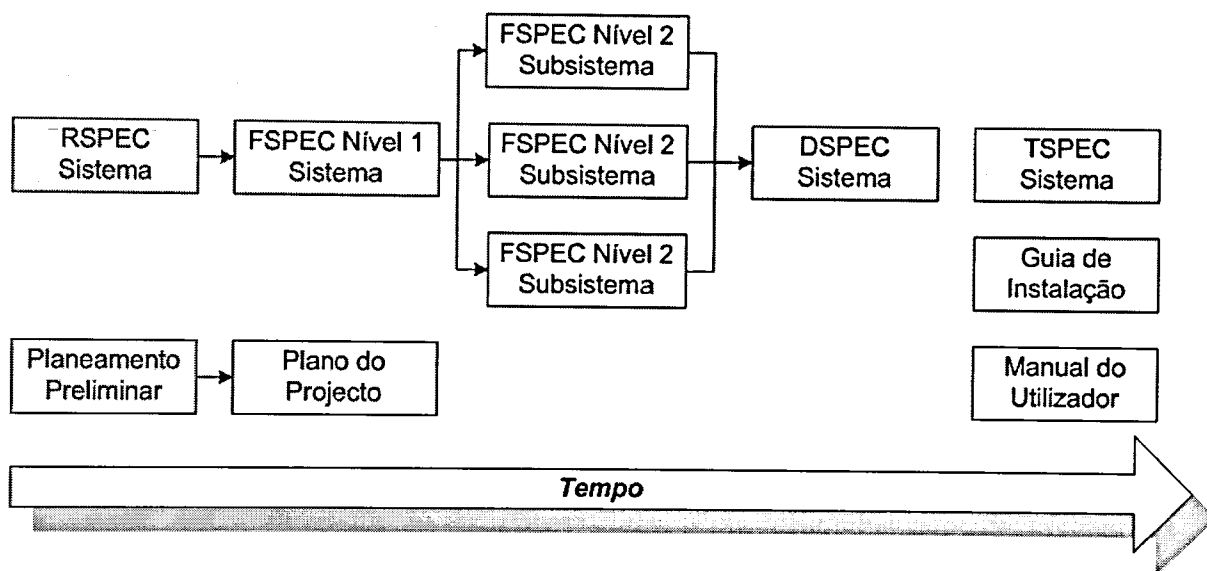 FSPEC Nível 2
Subsistema
RSPEC
Sistema
FSPEC Nível 1
Sistema
FSPEC Nível 2
Subsistema
DSPEC
Sistema
TSPEC
Sistema
FSPEC Nível 2
Subsistema
Guia de
Instalação
Planeamento
Preliminar
Plano do
Projecto
Manual do
Utilizador
Tempo